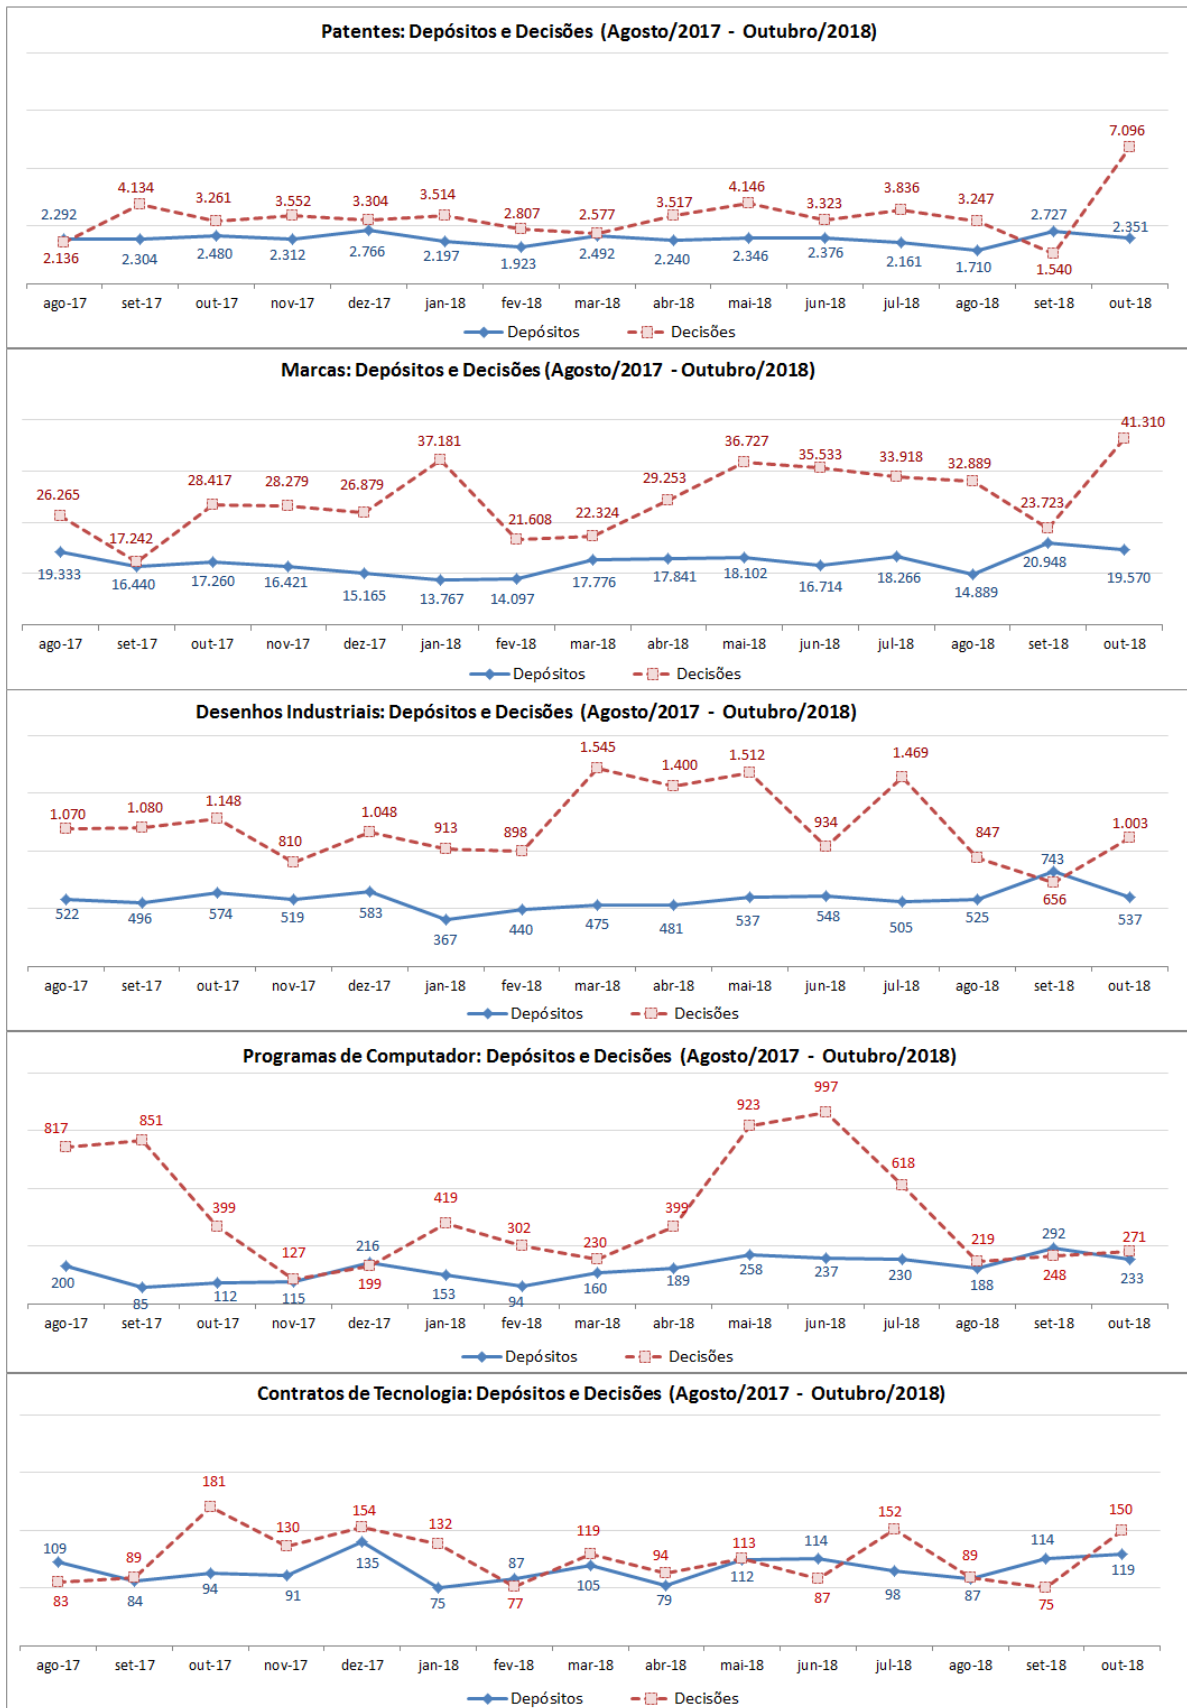 Patentes: Depósitos e Decisões (Agosto/2017 - Outubro/2018)
7.096
4.134 3.261 3.552 3.304 3.514 2.807 2.577 3.517 4.146 3.323 3.836 3.247
2.292 2.727 2.351
2.136 2.304 2.480 2.312 2.766 2.197 1.923 2.492 2.240 2.346 2.376 2.161 1.710 1.540
ago-17 set-17 out-17 nov-17 dez-17 jan-18 fev-18 mar-18 abr-18 mai-18 jun-18 jul-18 ago-18 set-18 out-18
Depósitos Decisões
Marcas: Depósitos e Decisões (Agosto/2017 - Outubro/2018)
26.265 17.242 28.417 28.279 26.879 37.181 21.608 22.324 29.253 36.727 35.533 33.918 32.889 23.723 41.310
19.333 16.440 17.260 16.421 15.165 13.767 14.097 17.776 17.841 18.102 16.714 18.266 14.889 20.948 19.570
ago-17 set-17 out-17 nov-17 dez-17 jan-18 fev-18 mar-18 abr-18 mai-18 jun-18 jul-18 ago-18 set-18 out-18
Depósitos Decisões
Desenhos Industriais: Depósitos e Decisões (Agosto/2017 - Outubro/2018)
1.070 1.080 1.148 810 1.048 913 898 1.545 1.400 1.512 934 1.469 847 656 1.003
522 496 574 519 583 367 440 475 481 537 548 505 525 743 537
ago-17 set-17 out-17 nov-17 dez-17 jan-18 fev-18 mar-18 abr-18 mai-18 jun-18 jul-18 ago-18 set-18 out-18
Depósitos Decisões
Programas de Computador: Depósitos e Decisões (Agosto/2017 - Outubro/2018)
817 851 399 127 199 419 302 230 399 923 997 618 219 248 271
200 85 112 115 216 153 94 160 189 258 237 230 188 292 233
ago-17 set-17 out-17 nov-17 dez-17 jan-18 fev-18 mar-18 abr-18 mai-18 jun-18 jul-18 ago-18 set-18 out-18
Depósitos Decisões
Contratos de Tecnologia: Depósitos e Decisões (Agosto/2017 - Outubro/2018)
83 89 181 130 154 132 77 119 94 113 87 152 89 75 150
109 84 94 91 135 75 87 105 79 112 114 98 87 114 119
ago-17 set-17 out-17 nov-17 dez-17 jan-18 fev-18 mar-18 abr-18 mai-18 jun-18 jul-18 ago-18 set-18 out-18
Depósitos Decisões